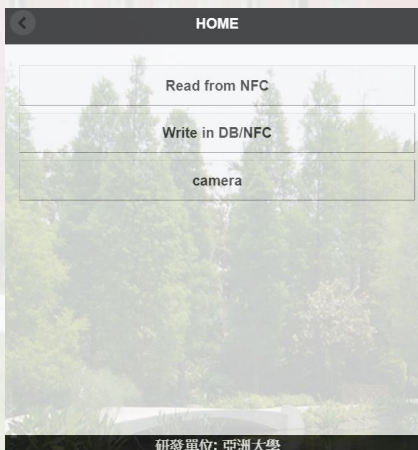 HOME
Read from NFC
Write in DB/NFC
camera
研發單位: 亞洲大學